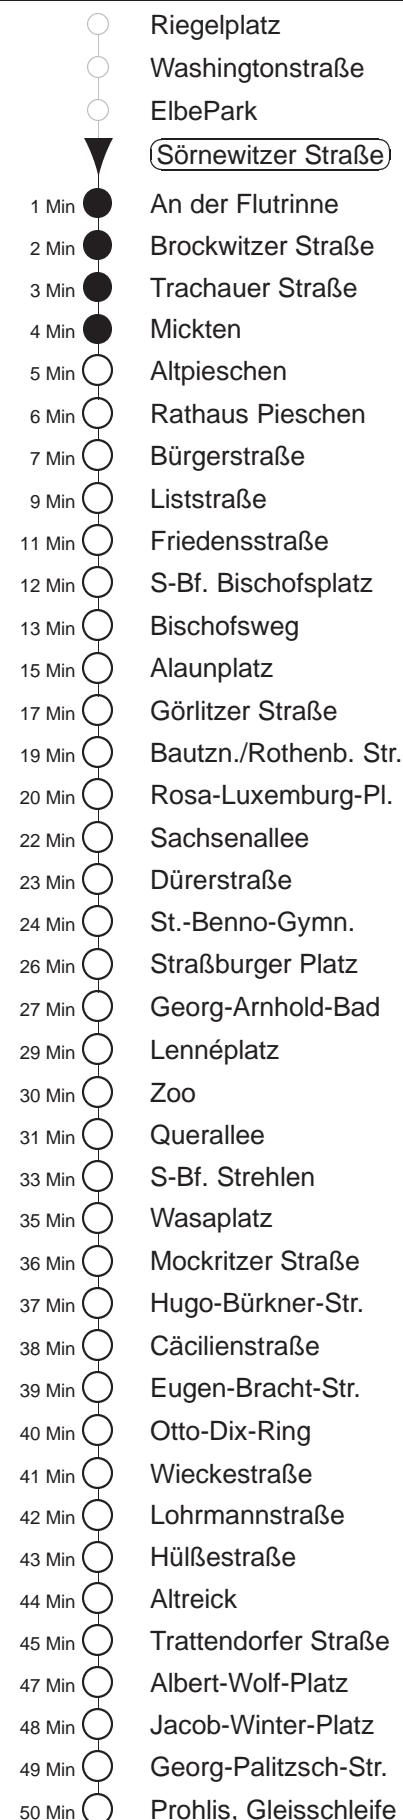 Riegelplatz
Washingtonstraße
ElbePark
Sörnewitzer Straße
1 Min An der Flutrinne
2 Min Brockwitzer Straße
3 Min Trachauer Straße
4 Min Mickten
5 Min Altpieschen
6 Min Rathaus Pieschen
7 Min Bürgerstraße
9 Min Liststraße
11 Min Friedensstraße
12 Min S-Bf. Bischofsplatz
13 Min Bischofsweg
15 Min Alaunplatz
17 Min Görlitzer Straße
19 Min Bautzn./Rothenb. Str.
20 Min Rosa-Luxemburg-Pl.
22 Min Sachsenallee
23 Min Dürerstraße
24 Min St.-Benno-Gymn.
26 Min Straßburger Platz
27 Min Georg-Arnhold-Bad
29 Min Lennéplatz
30 Min Zoo
31 Min Querallee
33 Min S-Bf. Strehlen
35 Min Wasaplatz
36 Min Mockritzer Straße
37 Min Hugo-Bürkner-Str.
38 Min Cäcilienstraße
39 Min Eugen-Bracht-Str.
40 Min Otto-Dix-Ring
41 Min Wieckestraße
42 Min Lohrmannstraße
43 Min Hülßestraße
44 Min Altreick
45 Min Trattendorfer Straße
47 Min Albert-Wolf-Platz
48 Min Jacob-Winter-Platz
49 Min Georg-Palitzsch-Str.
50 Min Prohlis, Gleisschleife